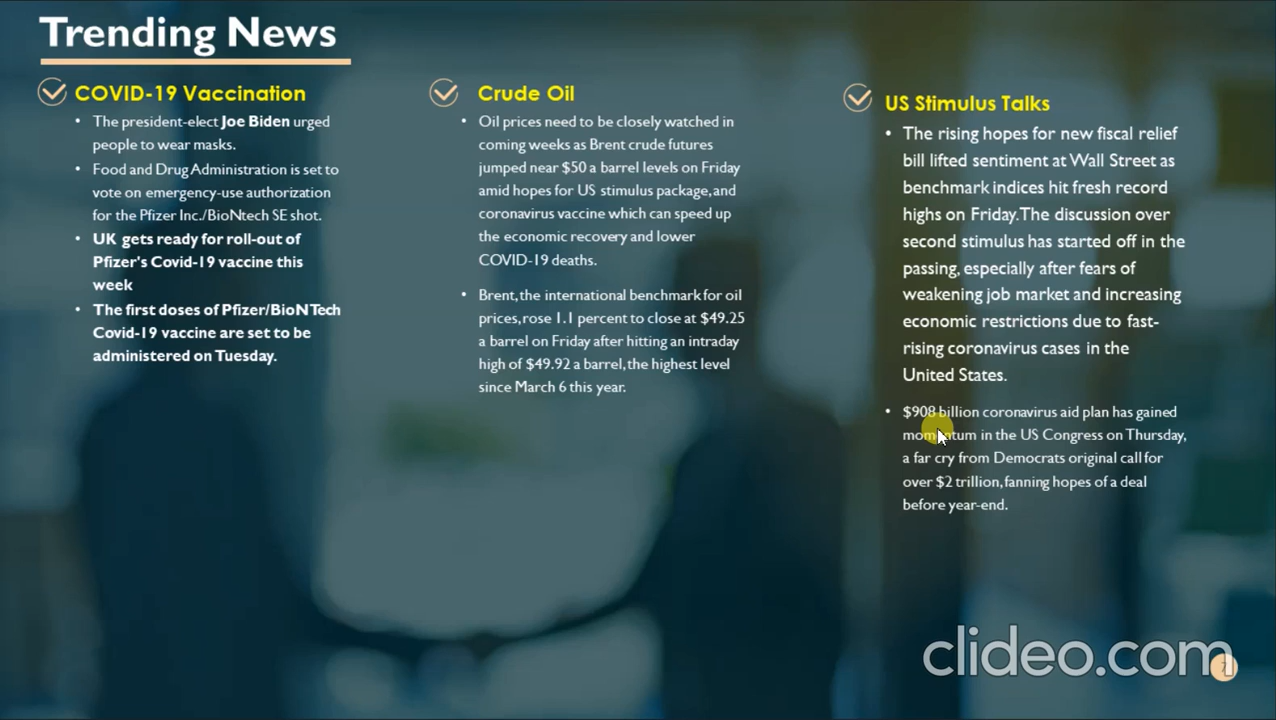 Trending News
COVID-19 Vaccination
• The president-elect Joe Biden urged
people to wear masks.
• Food and Drug Administration is set to
vote on emergency-use authorization
for the Pfizer Inc./BioNtech SE shot.
• UK gets ready for roll-out of
Pfizer's Covid-19 vaccine this
week
• The first doses of Pfizer/BioNTech
Covid-19 vaccine are set to be
administered on Tuesday.
Crude Oil
• Oil prices need to be closely watched in
coming weeks as Brent crude futures
jumped near $50 a barrel levels on Friday
amid hopes for US stimulus package, and
coronavirus vaccine which can speed up
the economic recovery and lower
COVID-19 deaths.
• Brent, the international benchmark for oil
prices, rose 1.1 percent to close at $49.25
a barrel on Friday after hitting an intraday
high of $49.92 a barrel, the highest level
since March 6 this year.
US Stimulus Talks
• The rising hopes for new fiscal relief
bill lifted sentiment at Wall Street as
benchmark indices hit fresh record
highs on Friday. The discussion over
second stimulus has started off in the
passing, especially after fears of
weakening job market and increasing
economic restrictions due to fast-
rising coronavirus cases in the
United States.
• $908 billion coronavirus aid plan has gained
momentum in the US Congress on Thursday,
a far cry from Democrats original call for
over $2 trillion, fanning hopes of a deal
before year-end.
clideo.com